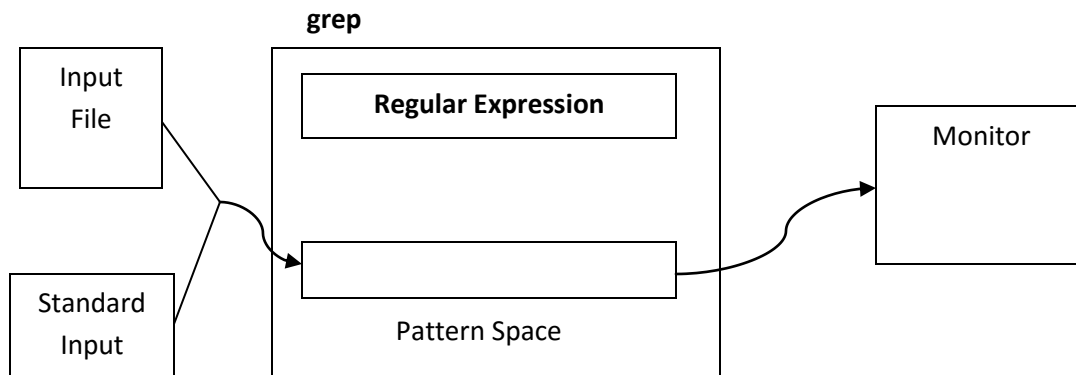 grep
Input
File
Regular Expression
Monitor
Standard
Input
Pattern Space